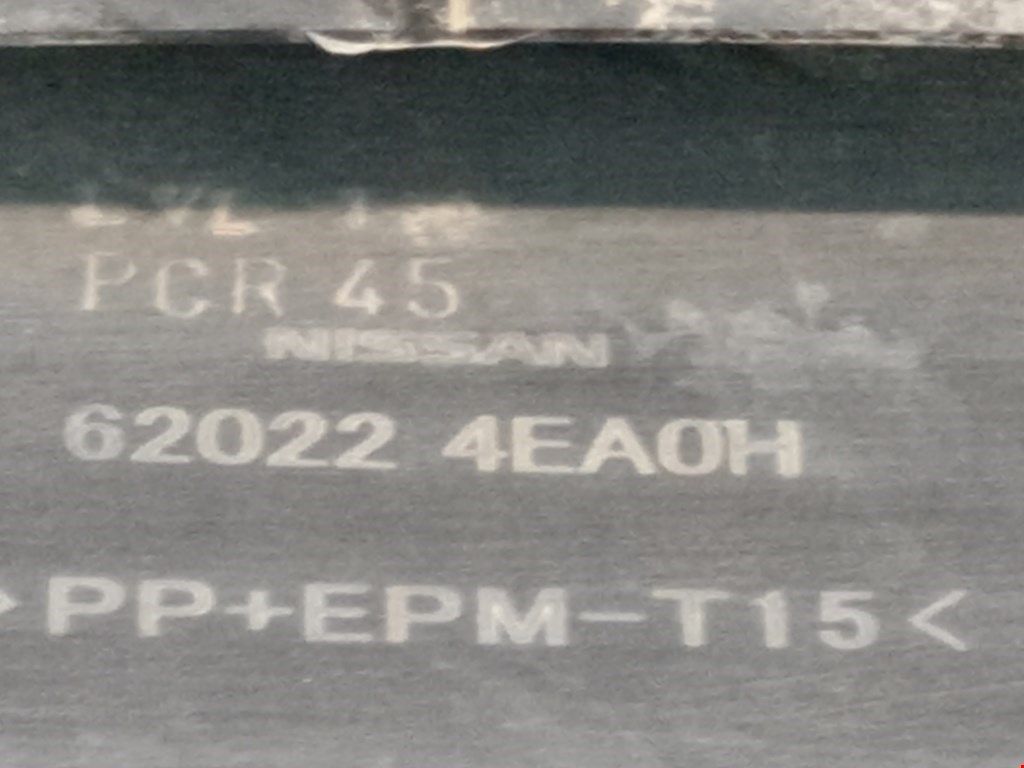 PCR 45
NISSAN
62022 4EA0H
>PP+EPM-T15<